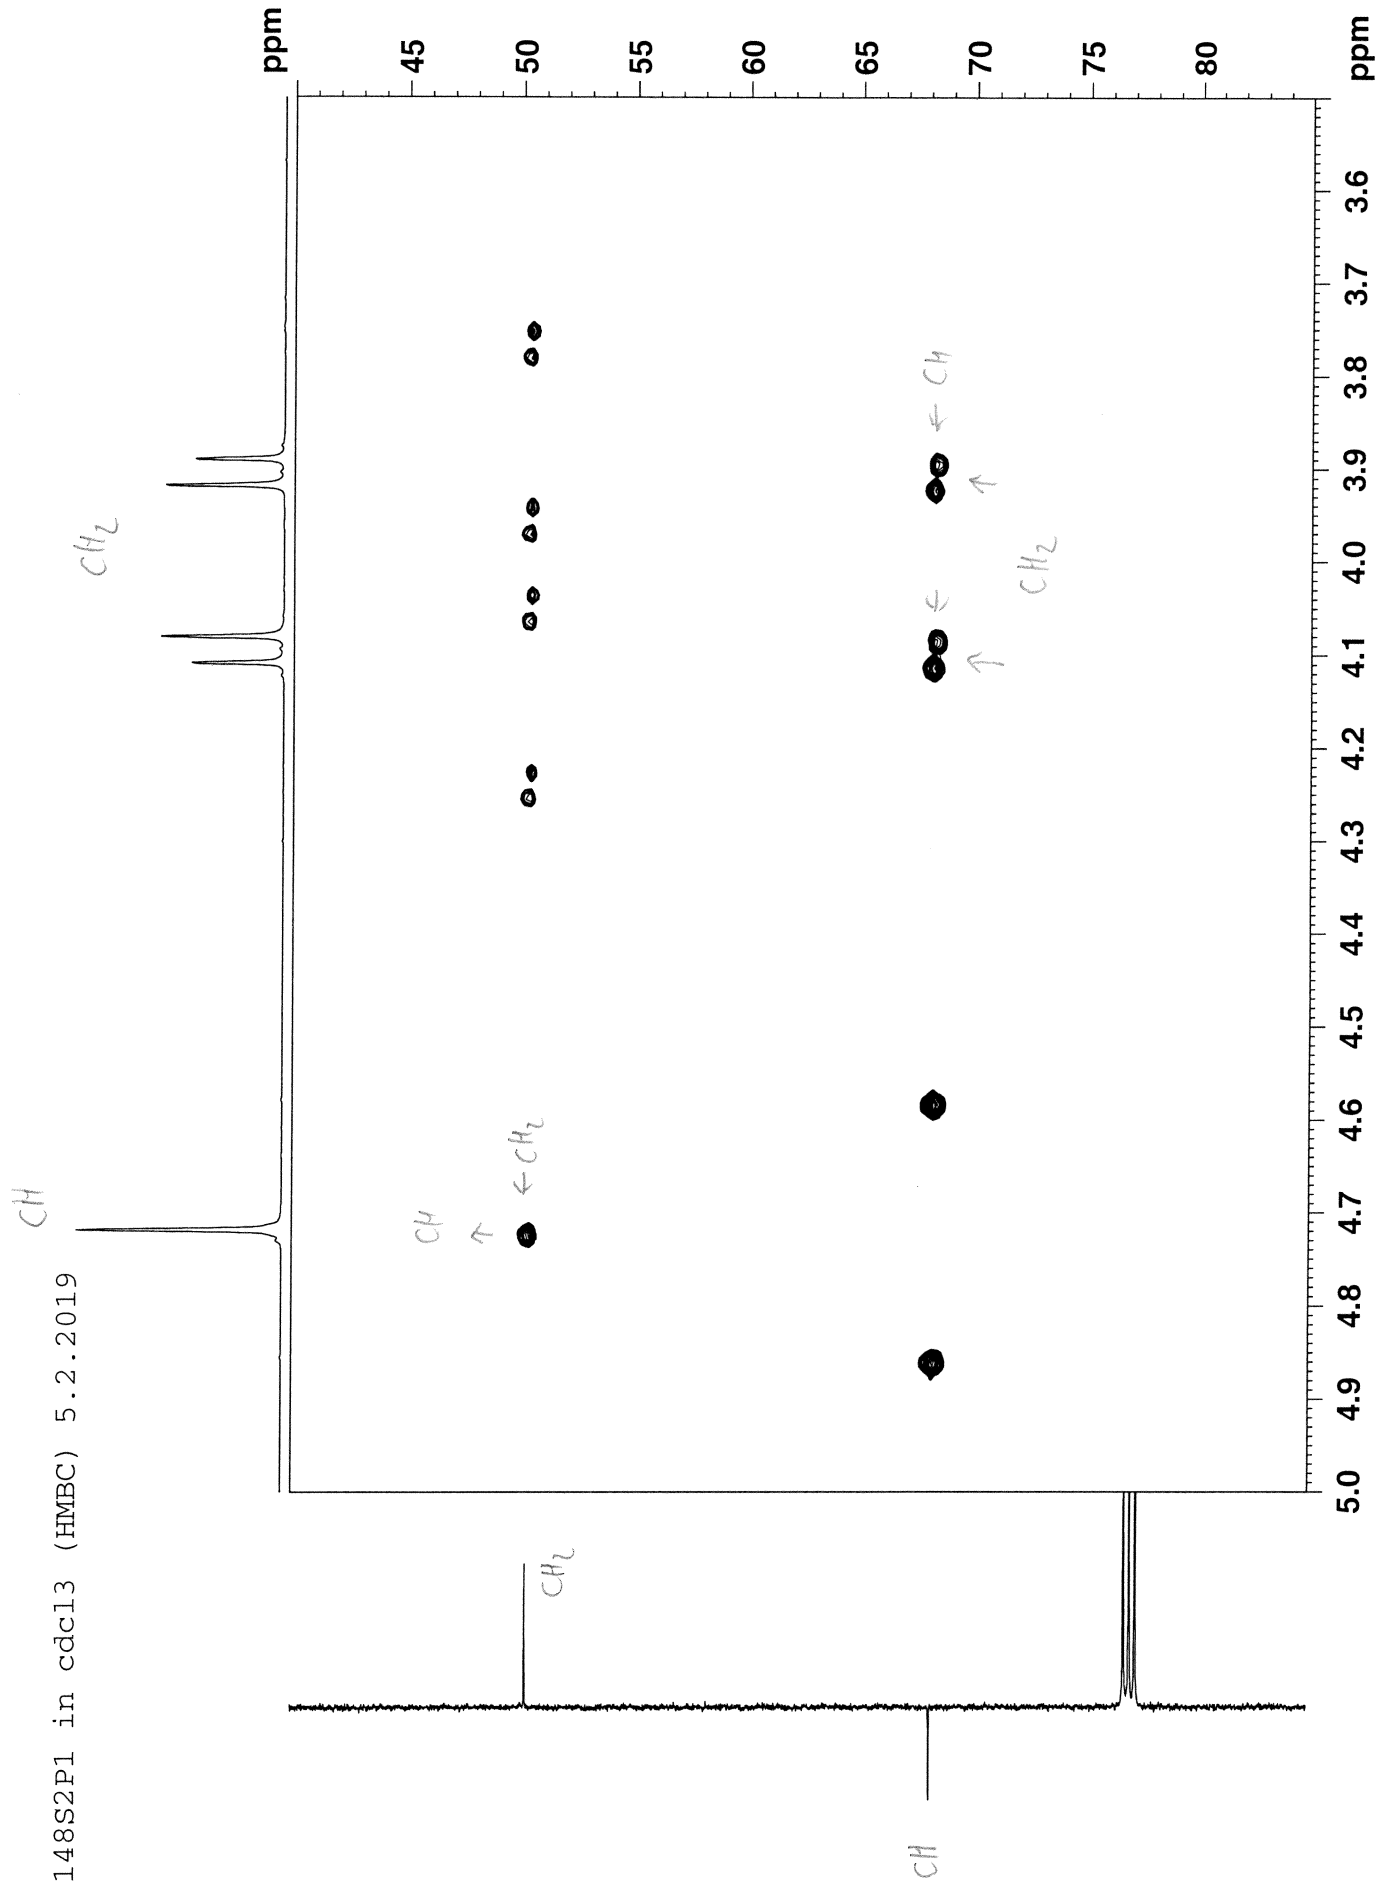 148S2P1 in cdcl3 (HMBC) 5.2.2019
CH
CH2
ppm
45
50
55
60
65
70
75
80
ppm
CH
↑
← CH2
← CH
↑
←
↑
CH2
CH2
CH
5.0 4.9 4.8 4.7 4.6 4.5 4.4 4.3 4.2 4.1 4.0 3.9 3.8 3.7 3.6